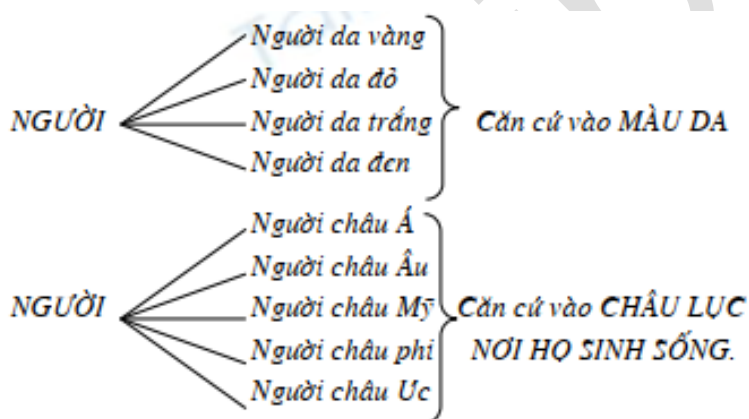 Người da vàng
Người da đỏ
NGƯỜI
Người da trắng
Căn cứ vào MÀU DA
Người da đen
Người châu Á
Người châu Âu
NGƯỜI
Người châu Mỹ
Căn cứ vào CHÂU LỤC
Người châu phi
NƠI HỌ SINH SỐNG.
Người châu Uc